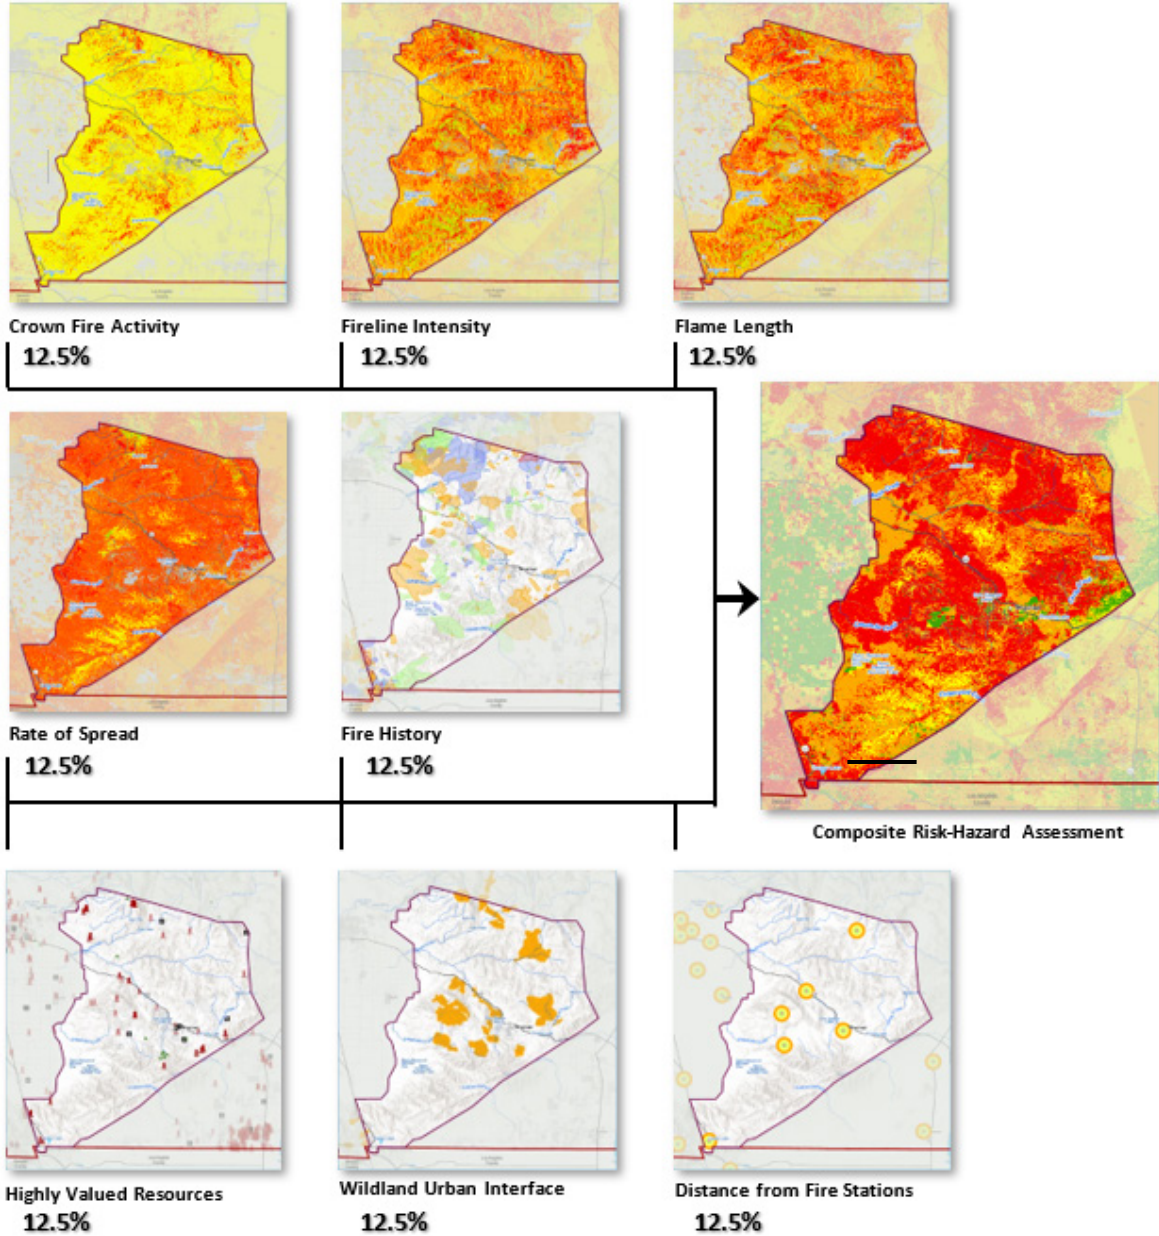 Crown Fire Activity
12.5%
Fireline Intensity
12.5%
Flame Length
12.5%
Rate of Spread
12.5%
Fire History
12.5%
Composite Risk-Hazard Assessment
Highly Valued Resources
12.5%
Wildland Urban Interface
12.5%
Distance from Fire Stations
12.5%